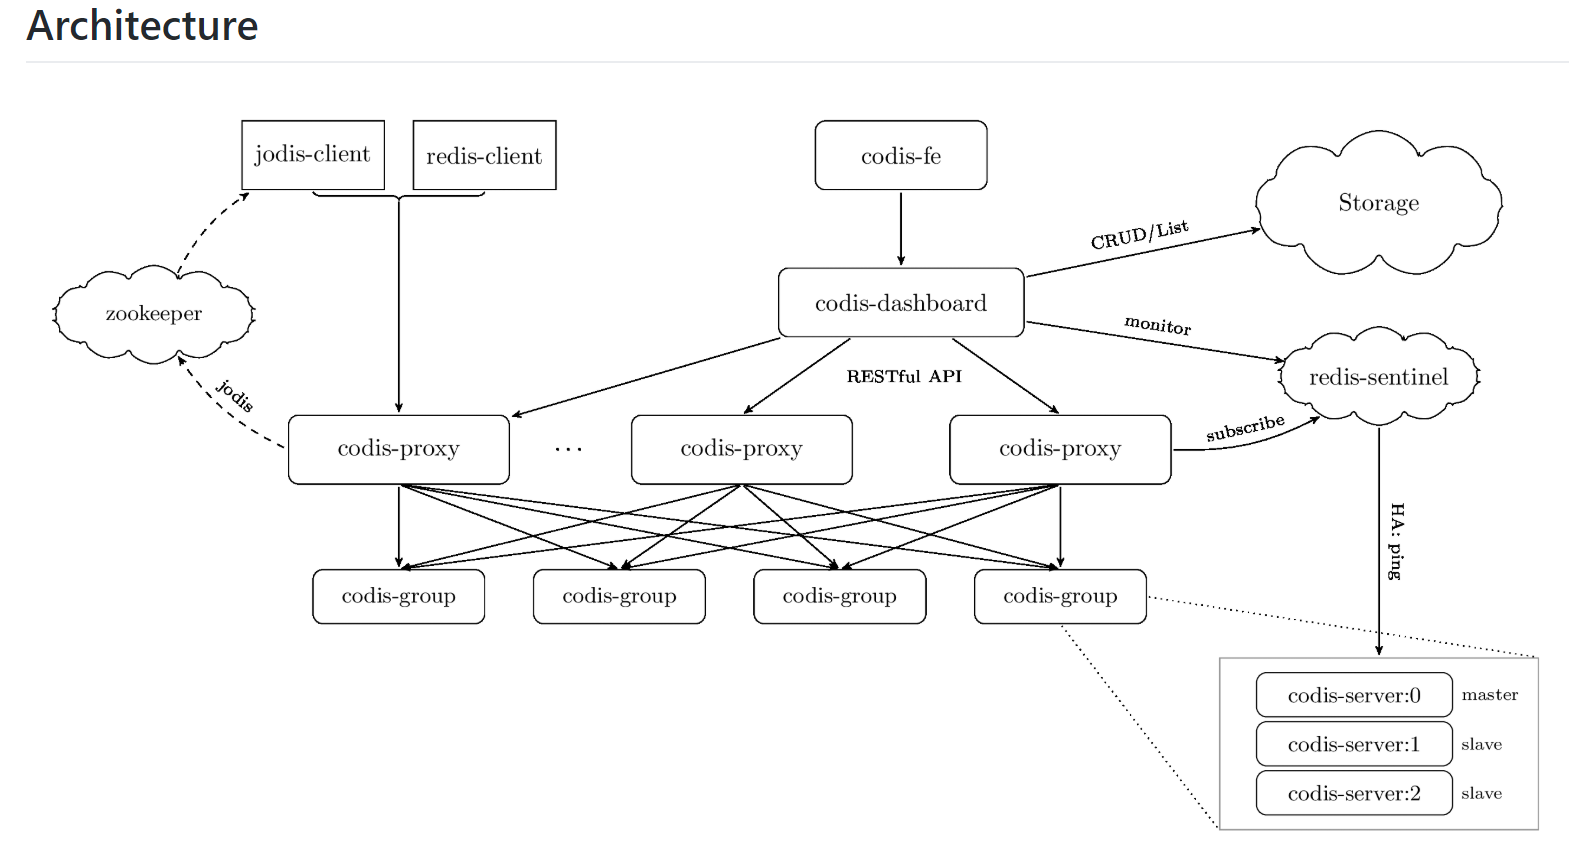 Architecture
jodis-client
redis-client
codis-fe
Storage
CRUD/List
zookeeper
codis-dashboard
monitor
RESTful API
redis-sentinel
jodis
codis-proxy
...
codis-proxy
codis-proxy
subscribe
HA: ping
codis-group
codis-group
codis-group
codis-group
codis-server:0 master
codis-server:1 slave
codis-server:2 slave